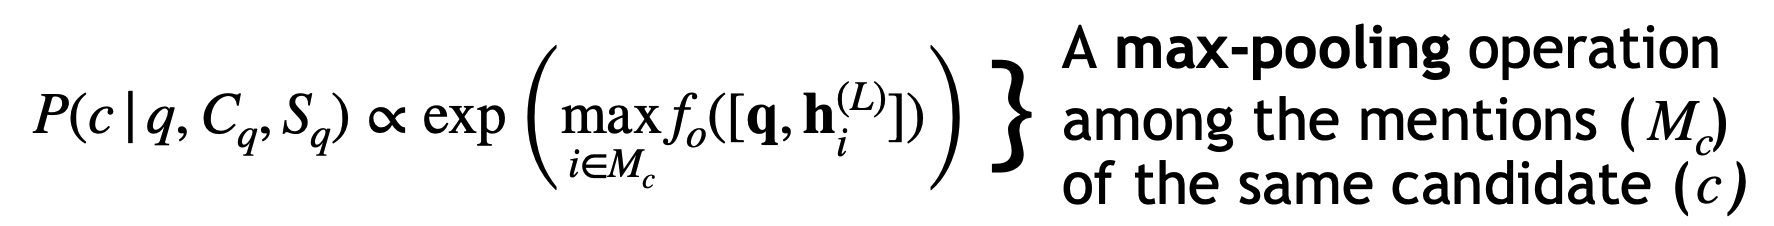 P(c|q, C_q, S_q) ∝ exp ( max_{i∈M_c} f_o([q, h_i^{(L)}]) ) }
A max-pooling operation
among the mentions (M_c)
of the same candidate (c)